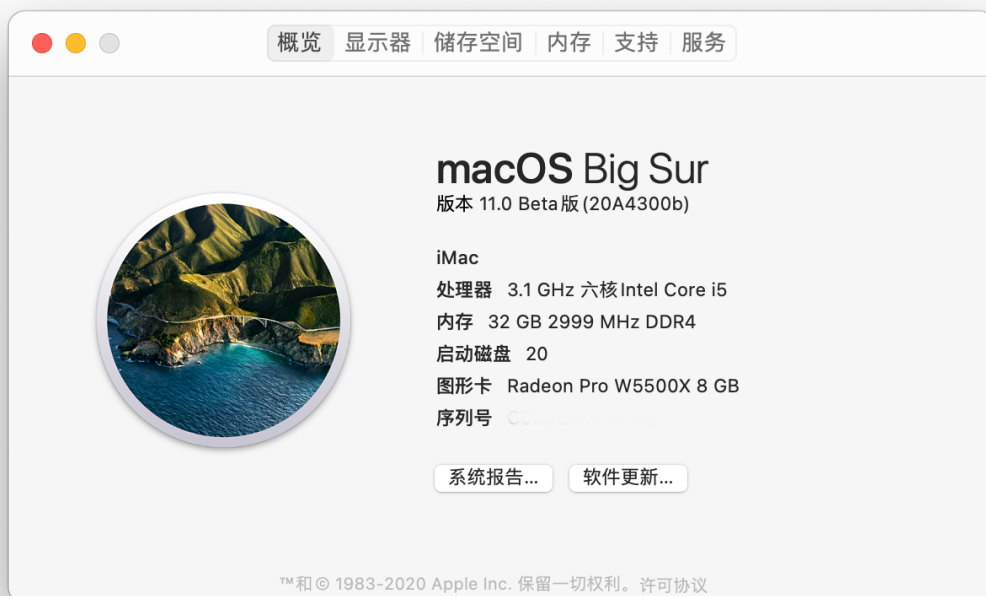 概览 显示器 储存空间 内存 支持 服务
macOS Big Sur
版本 11.0 Beta版(20A4300b)
iMac
处理器 3.1 GHz 六核Intel Core i5
内存 32 GB 2999 MHz DDR4
启动磁盘 20
图形卡 Radeon Pro W5500X 8 GB
序列号
系统报告... 软件更新...
™和© 1983-2020 Apple Inc. 保留一切权利。许可协议